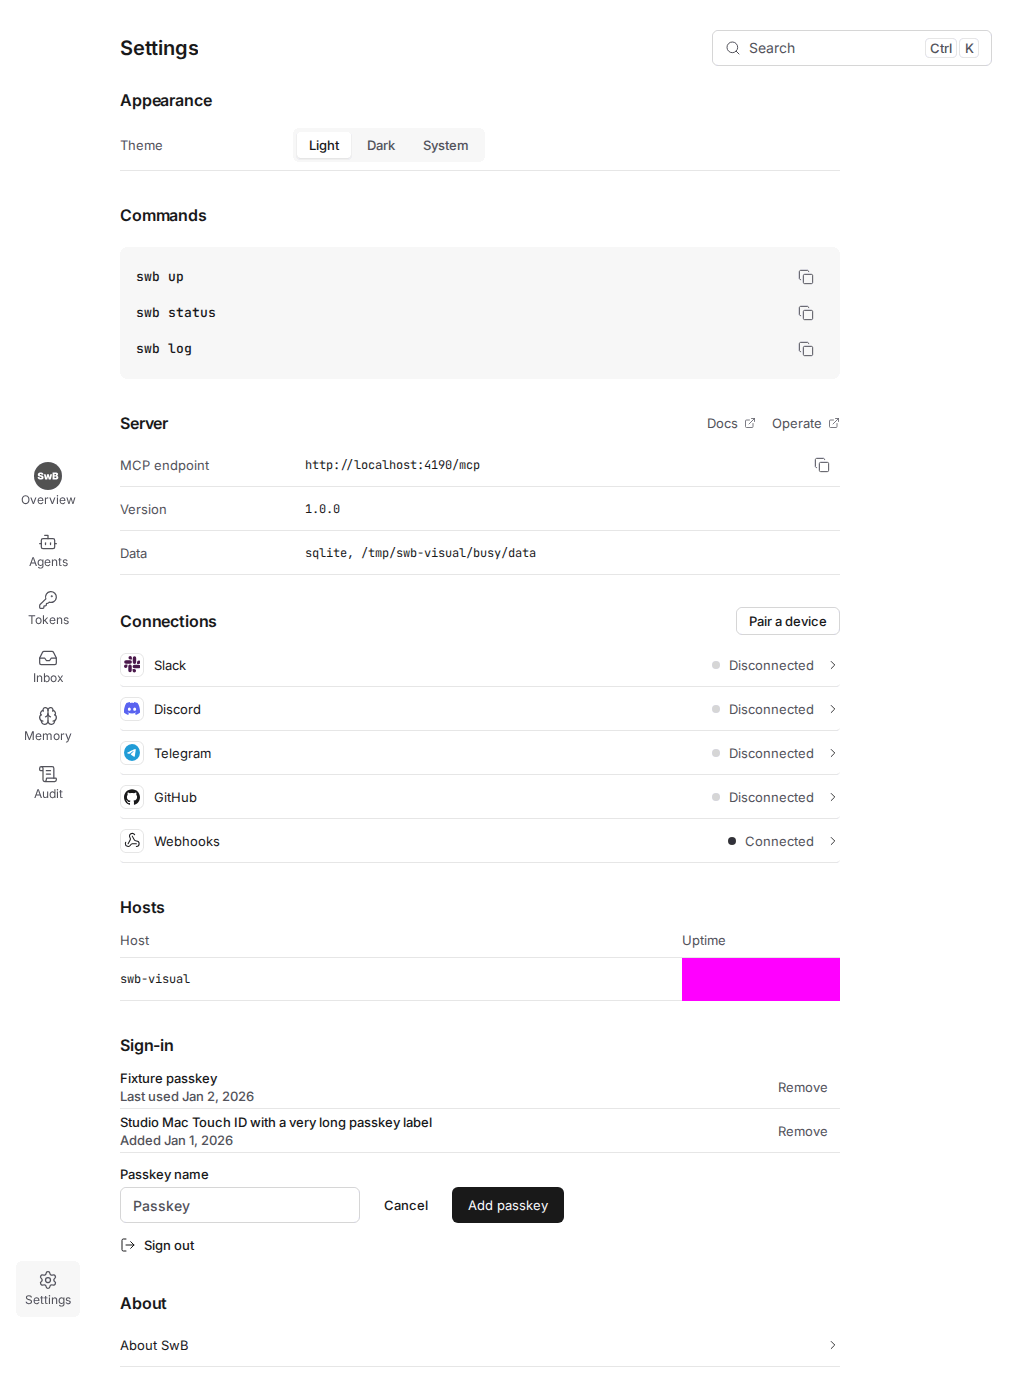 Settings
Search
Ctrl K
Appearance
Theme
Light
Dark
System
Commands
swb up
swb status
swb log
Server
Docs
Operate
MCP endpoint
http://localhost:4190/mcp
Version
1.0.0
Data
sqlite, /tmp/swb-visual/busy/data
Connections
Pair a device
Slack
Disconnected
Discord
Disconnected
Telegram
Disconnected
GitHub
Disconnected
Webhooks
Connected
Hosts
Host
Uptime
swb-visual
Sign-in
Fixture passkey
Last used Jan 2, 2026
Remove
Studio Mac Touch ID with a very long passkey label
Added Jan 1, 2026
Remove
Passkey name
Passkey
Cancel
Add passkey
Sign out
About
About SwB
SwB
Overview
Agents
Tokens
Inbox
Memory
Audit
Settings